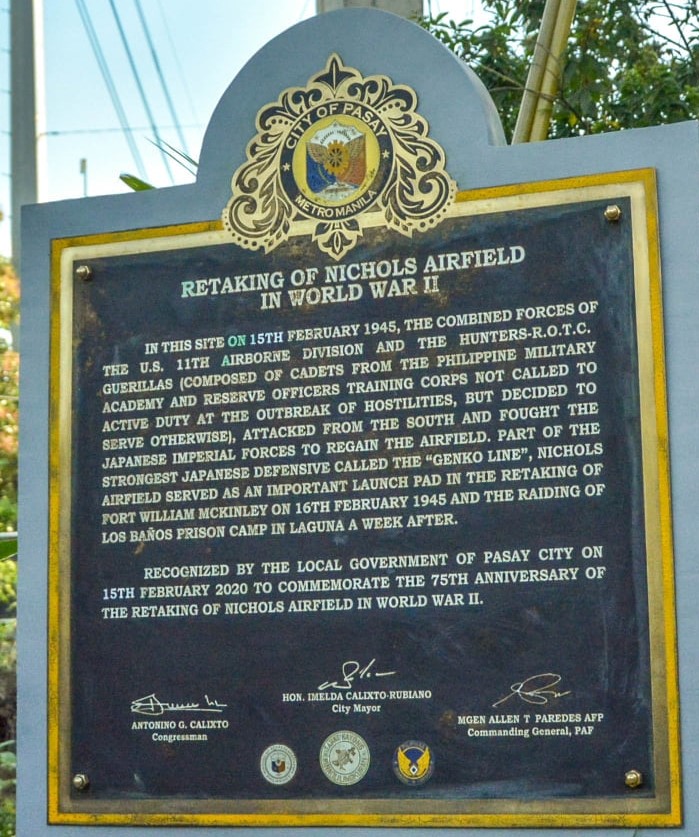 CITY OF PASAY
METRO MANILA
RETAKING OF NICHOLS AIRFIELD
IN WORLD WAR II
IN THIS SITE ON 15TH FEBRUARY 1945, THE COMBINED FORCES OF
THE U.S. 11TH AIRBORNE DIVISION AND THE HUNTERS-R.O.T.C.
GUERILLAS (COMPOSED OF CADETS FROM THE PHILIPPINE MILITARY
ACADEMY AND RESERVE OFFICERS TRAINING CORPS NOT CALLED TO
ACTIVE DUTY AT THE OUTBREAK OF HOSTILITIES, BUT DECIDED TO
SERVE OTHERWISE), ATTACKED FROM THE SOUTH AND FOUGHT THE
JAPANESE IMPERIAL FORCES TO REGAIN THE AIRFIELD. PART OF THE
STRONGEST JAPANESE DEFENSIVE CALLED THE "GENKO LINE", NICHOLS
AIRFIELD SERVED AS AN IMPORTANT LAUNCH PAD IN THE RETAKING OF
FORT WILLIAM MCKINLEY ON 16TH FEBRUARY 1945 AND THE RAIDING OF
LOS BAÑOS PRISON CAMP IN LAGUNA A WEEK AFTER.
RECOGNIZED BY THE LOCAL GOVERNMENT OF PASAY CITY ON
15TH FEBRUARY 2020 TO COMMEMORATE THE 75TH ANNIVERSARY OF
THE RETAKING OF NICHOLS AIRFIELD IN WORLD WAR II.
ANTONINO G. CALIXTO
Congressman
HON. IMELDA CALIXTO-RUBIANO
City Mayor
MGEN ALLEN T PAREDES AFP
Commanding General, PAF